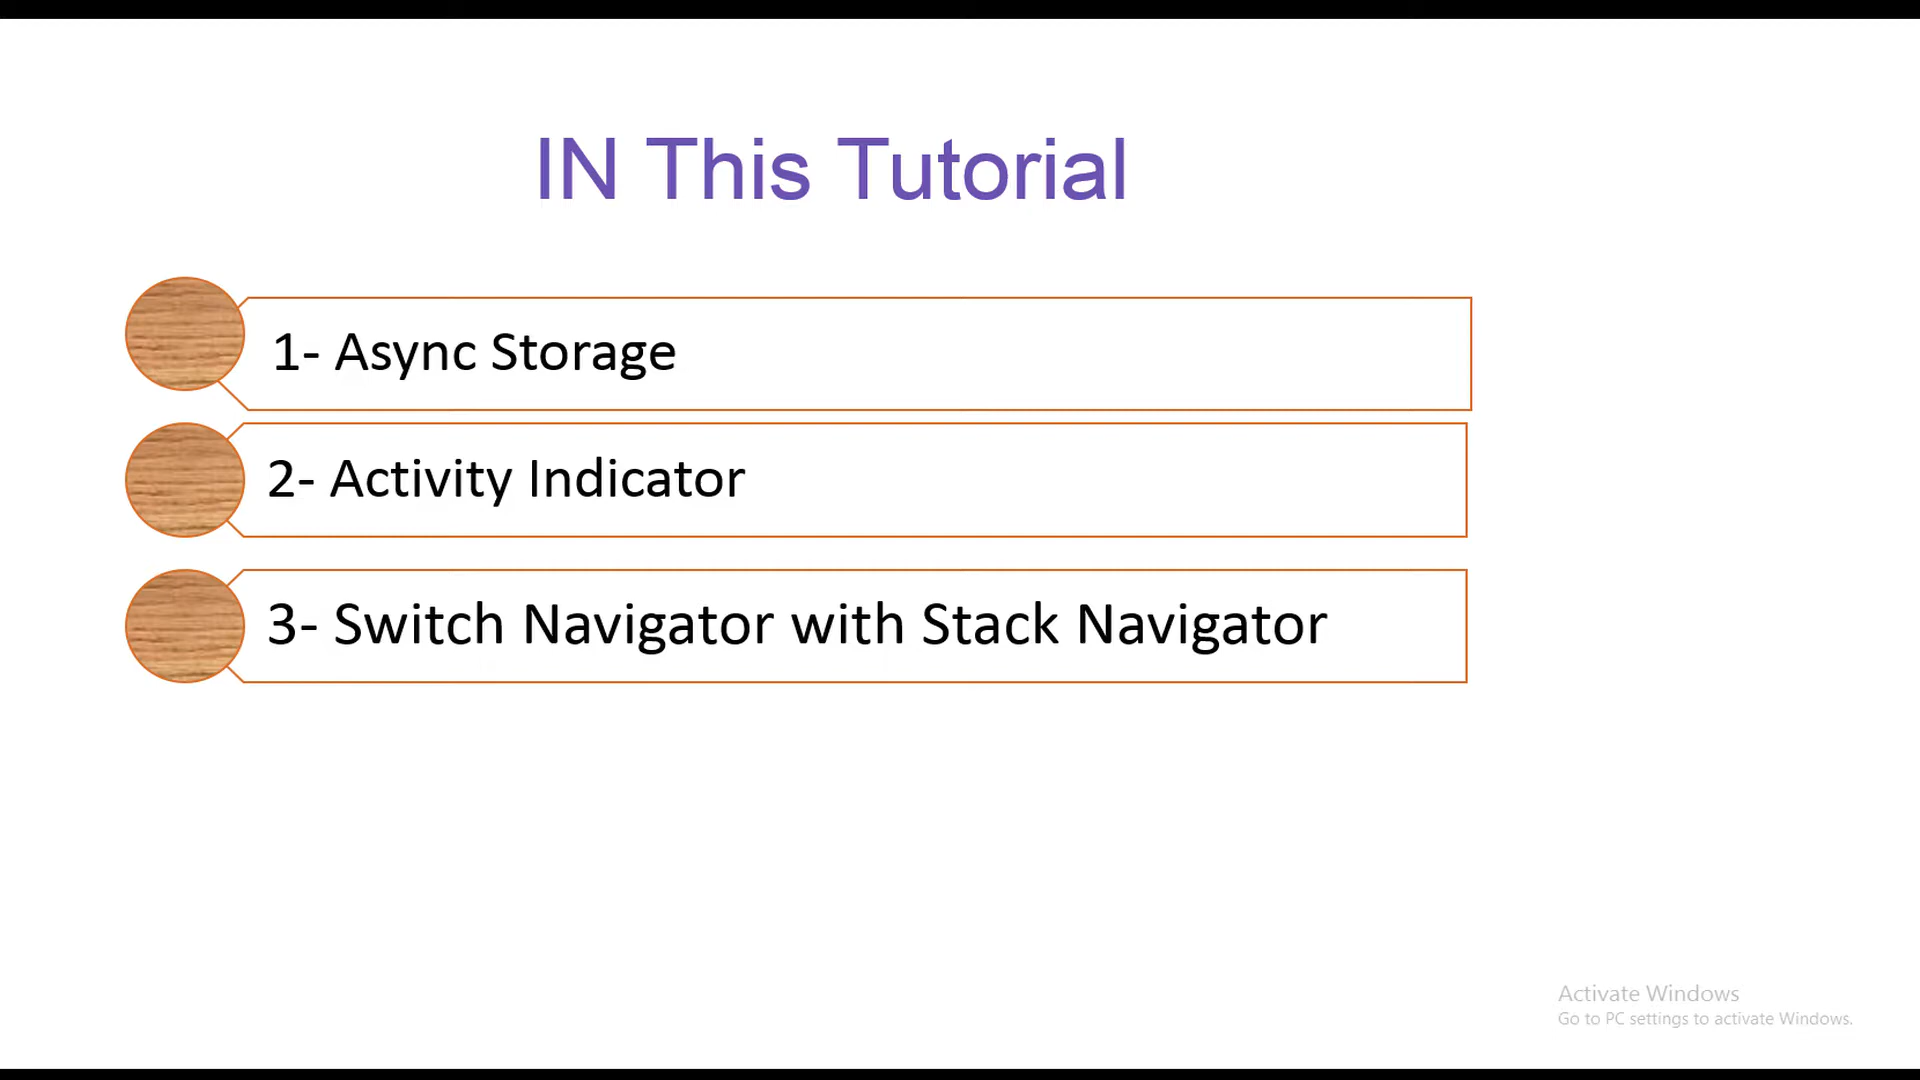 IN This Tutorial
1- Async Storage
2- Activity Indicator
3- Switch Navigator with Stack Navigator
Activate Windows
Go to PC settings to activate Windows.